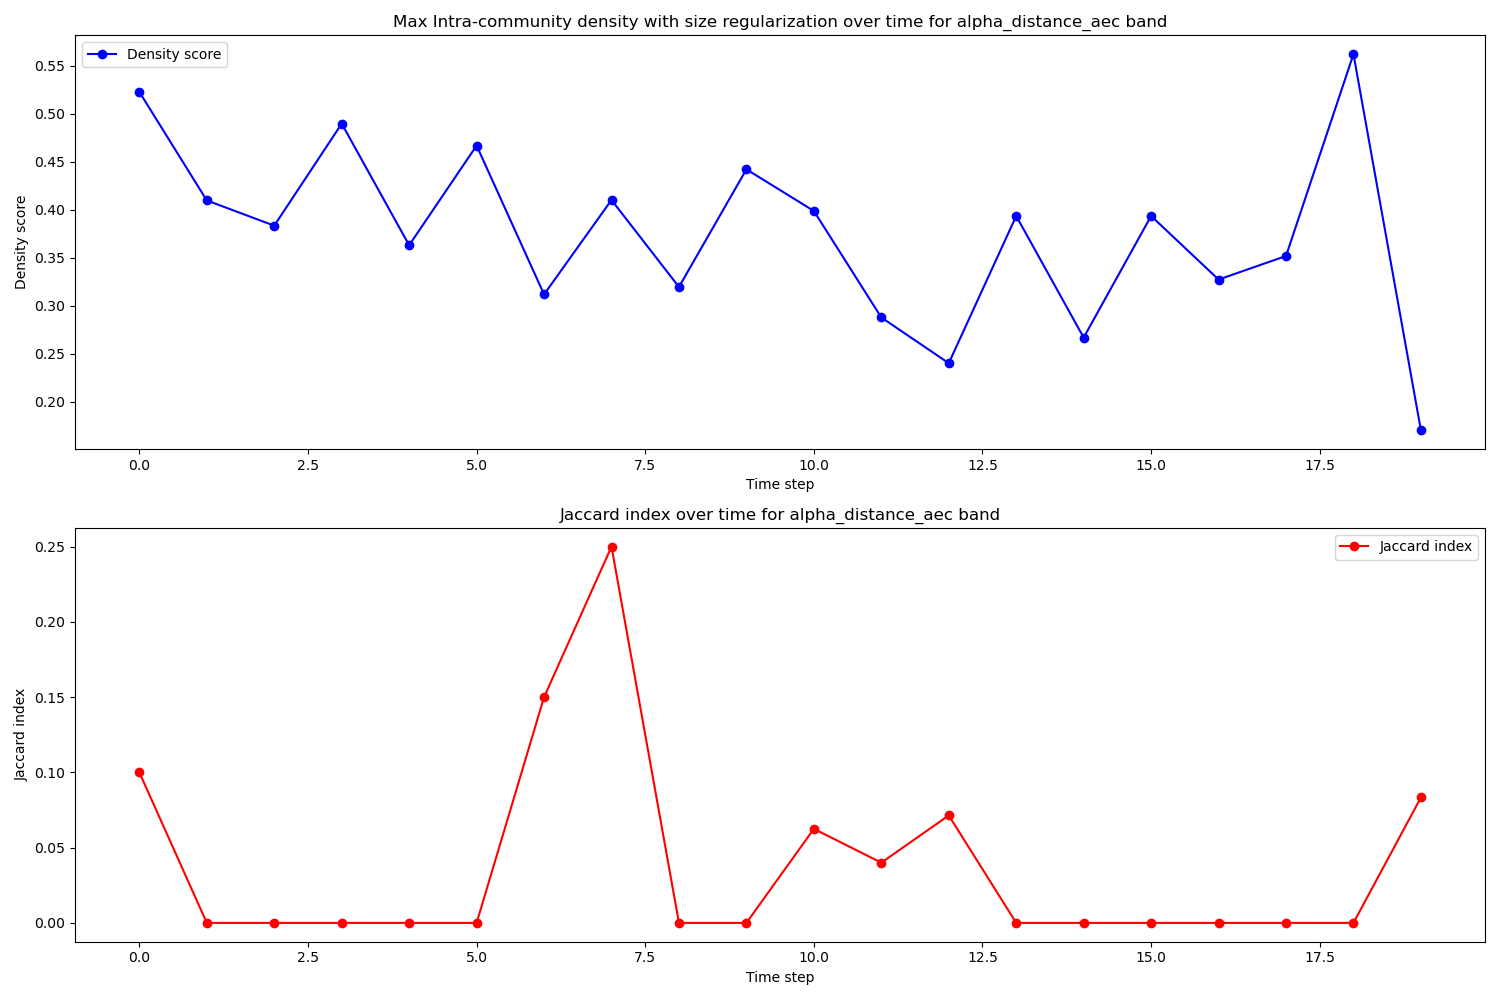 Max Intra-community density with size regularization over time for alpha_distance_aec band
Density score
0.55
0.50
0.45
0.40
0.35
0.30
0.25
0.20
Density score
0.0 2.5 5.0 7.5 10.0 12.5 15.0 17.5
Time step
Jaccard index over time for alpha_distance_aec band
Jaccard index
0.25
0.20
0.15
0.10
0.05
0.00
Jaccard index
0.0 2.5 5.0 7.5 10.0 12.5 15.0 17.5
Time step